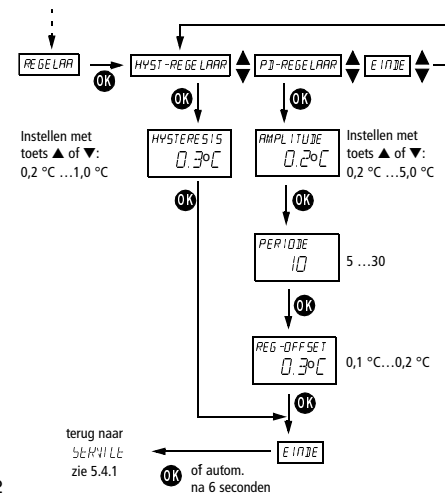 REGELAA
OK
HYST-REGELAAR
PD-REGELAAR
EINDE
OK
OK
Instellen met
toets ▲ of ▼:
0,2 °C …1,0 °C
HYSTERESIS
0.3°C
AMPLITUDE
0.2°C
Instellen met
toets ▲ of ▼:
0,2 °C …5,0 °C
OK
OK
PERIODE
10
5 …30
OK
REG-OFFSET
0.3°C
0,1 °C…0,2 °C
OK
terug naar
SERVICE
zie 5.4.1
EINDE
OK
of autom.
na 6 seconden
2